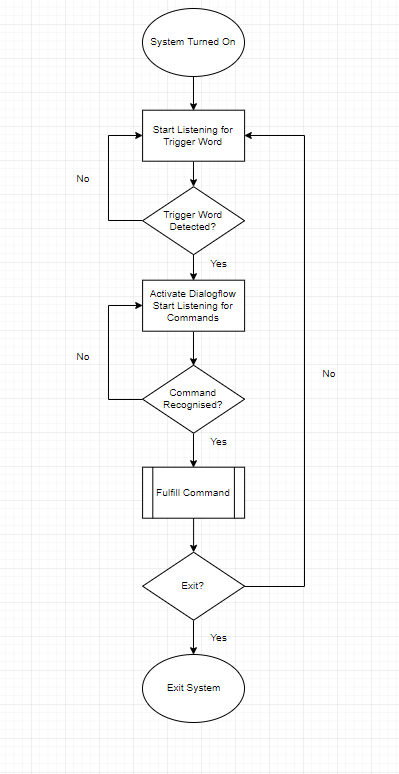 System Turned On
Start Listening for
Trigger Word
No
Trigger Word
Detected?
Yes
Activate Dialogflow
Start Listening for
Commands
No
No
Command
Recognised?
Yes
Fulfill Command
Exit?
Yes
Exit System